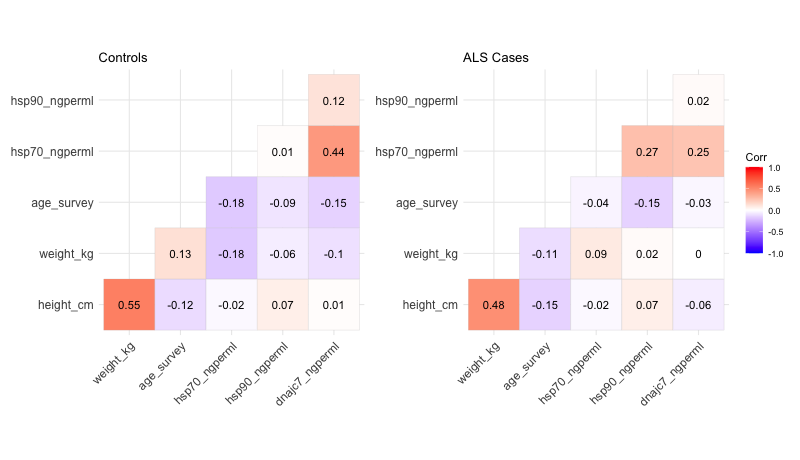 Controls
hsp90_ngperml
0.12
hsp70_ngperml
0.01 0.44
age_survey
-0.18 -0.09 -0.15
weight_kg
0.13 -0.18 -0.06 -0.1
height_cm
0.55 -0.12 -0.02 0.07 0.01
weight_kg
age_survey
hsp70_ngperml
hsp90_ngperml
dnajc7_ngperml
ALS Cases
hsp90_ngperml
0.02
hsp70_ngperml
0.27 0.25
age_survey
-0.04 -0.15 -0.03
weight_kg
-0.11 0.09 0.02 0
height_cm
0.48 -0.15 -0.02 0.07 -0.06
weight_kg
age_survey
hsp70_ngperml
hsp90_ngperml
dnajc7_ngperml
Corr
1.0
0.5
0.0
-0.5
-1.0